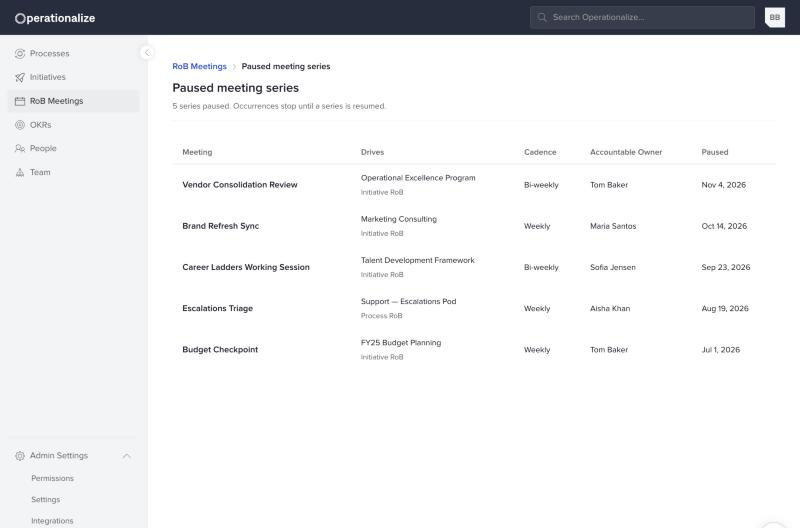 Operationalize
Search Operationalize...
BB
Processes
Initiatives
RoB Meetings
OKRs
People
Team
Admin Settings
Permissions
Settings
Integrations
RoB Meetings > Paused meeting series
Paused meeting series
5 series paused. Occurrences stop until a series is resumed.
Meeting Drives Cadence Accountable Owner Paused
Vendor Consolidation Review Operational Excellence Program Bi-weekly Tom Baker Nov 4, 2026
Initiative RoB
Brand Refresh Sync Marketing Consulting Weekly Maria Santos Oct 14, 2026
Initiative RoB
Career Ladders Working Session Talent Development Framework Bi-weekly Sofia Jensen Sep 23, 2026
Initiative RoB
Escalations Triage Support — Escalations Pod Weekly Aisha Khan Aug 19, 2026
Process RoB
Budget Checkpoint FY25 Budget Planning Weekly Tom Baker Jul 1, 2026
Initiative RoB